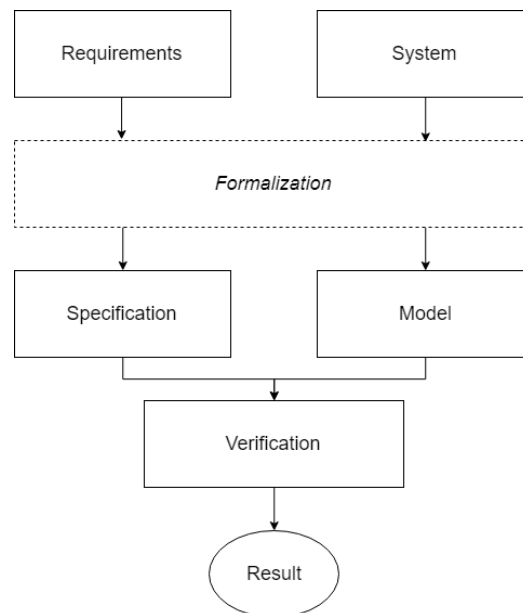 Requirements
System
Formalization
Specification
Model
Verification
Result